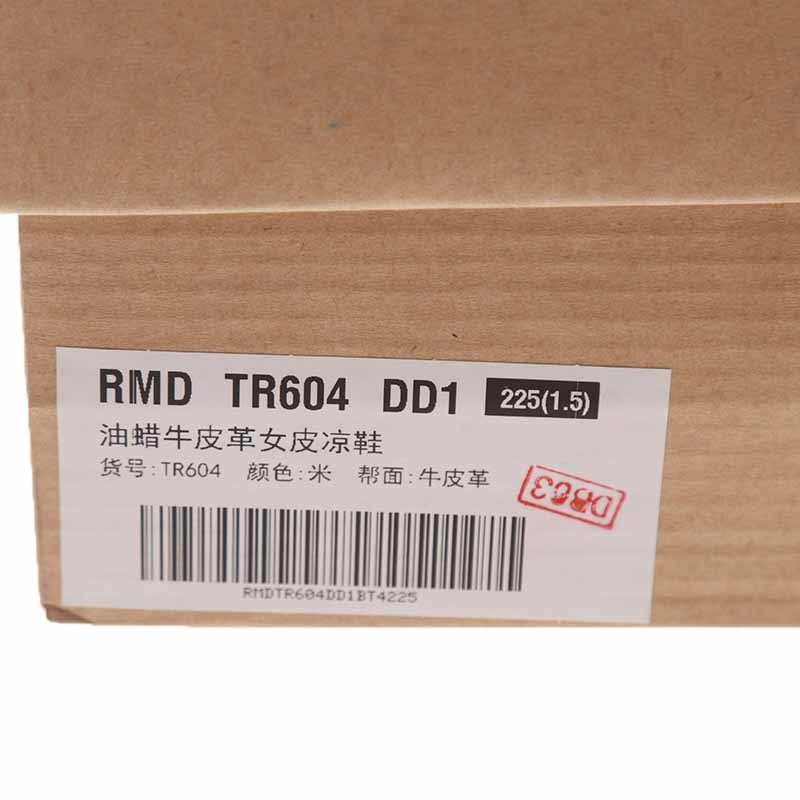 RMD TR604 DD1 225(1.5)
油蜡牛皮革女皮凉鞋
货号:TR604 颜色:米 帮面:牛皮革
DB63
RMDTR604DD1BT4225